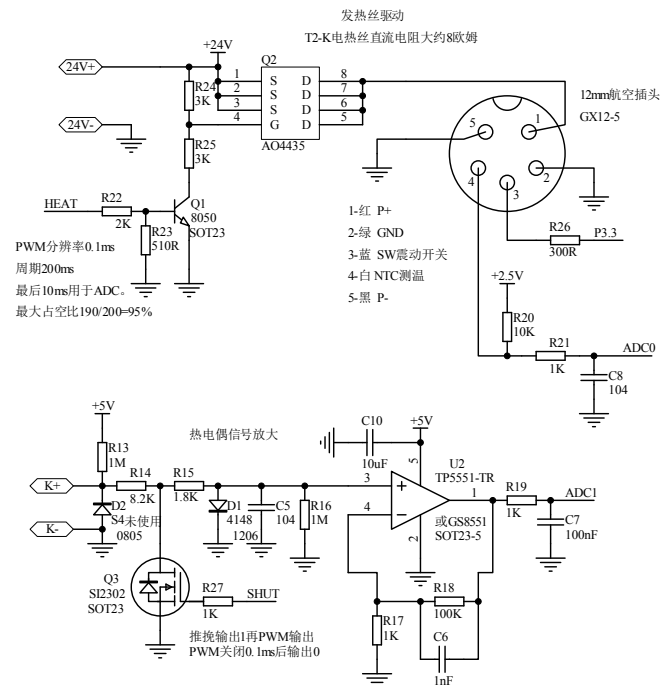 发热丝驱动
T2-K电热丝直流电阻大约8欧姆
24V+
+24V
R24
3K
Q2
1
2
3
4
S
S
S
G
D
D
D
D
8
7
6
5
AO4435
24V-
R25
3K
12mm航空插头
GX12-5
5
1
4
2
3
HEAT
R22
2K
Q1
8050
SOT23
R23
510R
PWM分辨率0.1ms
周期200ms
最后10ms用于ADC。
最大占空比190/200=95%
1-红 P+
2-绿 GND
3-蓝 SW震动开关
4-白 NTC测温
5-黑 P-
R26
300R
P3.3
+2.5V
R20
10K
R21
1K
ADC0
C8
104
+5V
热电偶信号放大
C10
10uF
+5V
R13
1M
K+
R14
8.2K
R15
1.8K
D2
S4未使用
0805
K-
D1
4148
C5
104
1206
R16
1M
3
4
5
2
1
U2
TP5551-TR
或GS8551
SOT23-5
R19
1K
ADC1
C7
100nF
Q3
SI2302
SOT23
R27
1K
SHUT
推挽输出1再PWM输出
PWM关闭0.1ms后输出0
R17
1K
R18
100K
C6
1nF